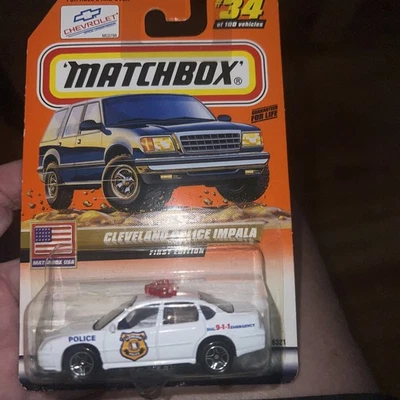 #34
CHEVROLET
of 100 vehicles
MATCHBOX®
GUARANTEED
FOR LIFE
CLEVELAND POLICE IMPALA
FIRST EDITION
MATCHBOX USA
POLICE
9-1-1 EMERGENCY